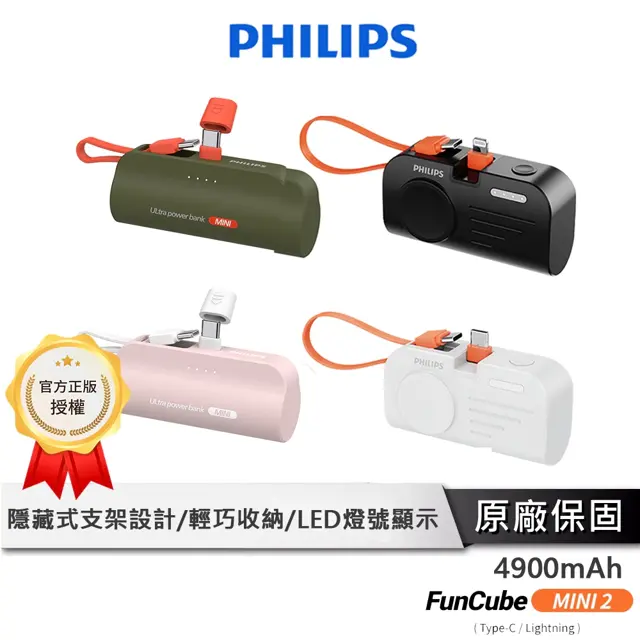 PHILIPS
PHILIPS
Ultra power bank MINI
PHILIPS
Ultra power bank MINI
PHILIPS
官方正版
授權
隱藏式支架設計/輕巧收納/LED燈號顯示
原廠保固
4900mAh
FunCube MINI 2
( Type-C / Lightning )